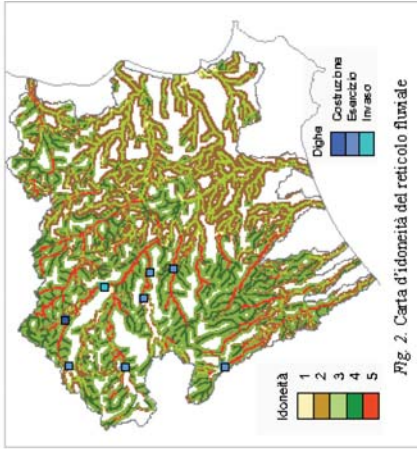 Idoneità
1
2
3
4
5
Dighe
Costruzione
Esercizio
Invaso
Fig. 2. Carta d'idoneità del reticolo fluviale